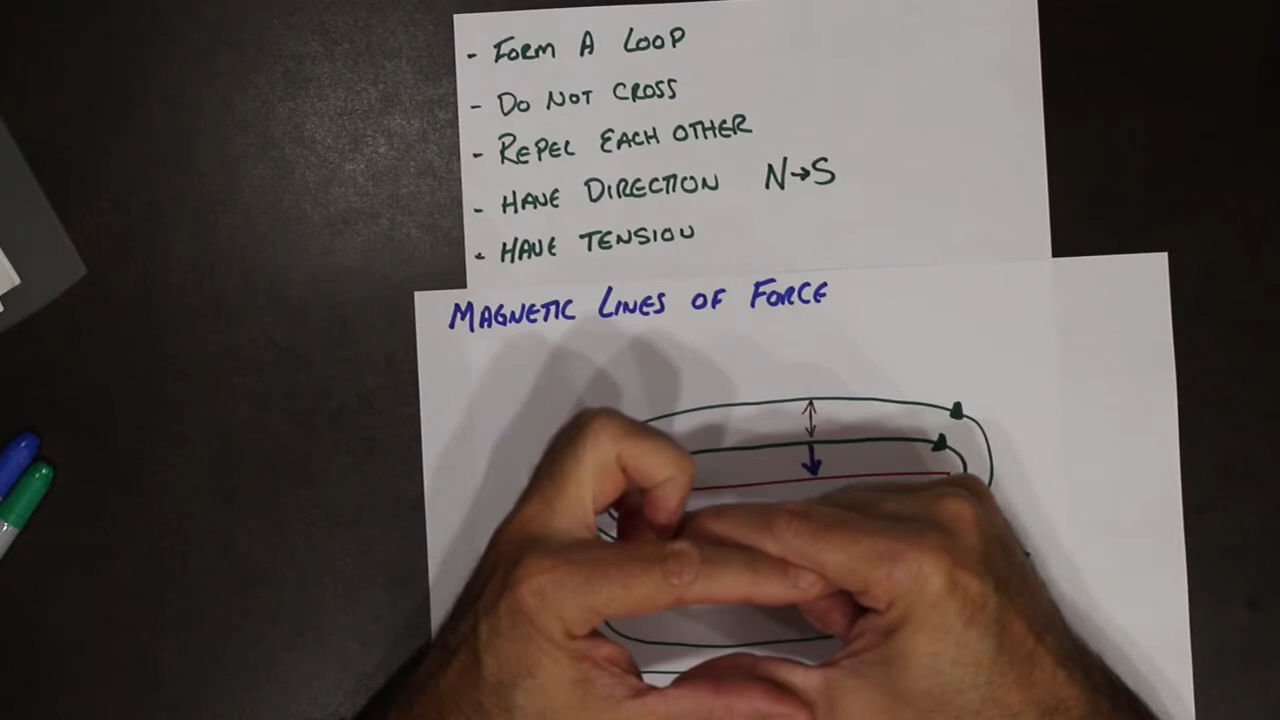 - FORM A LOOP
- DO NOT CROSS
- REPEL EACH OTHER
- HAVE DIRECTION N→S
- HAVE TENSION
MAGNETIC LINES OF FORCE